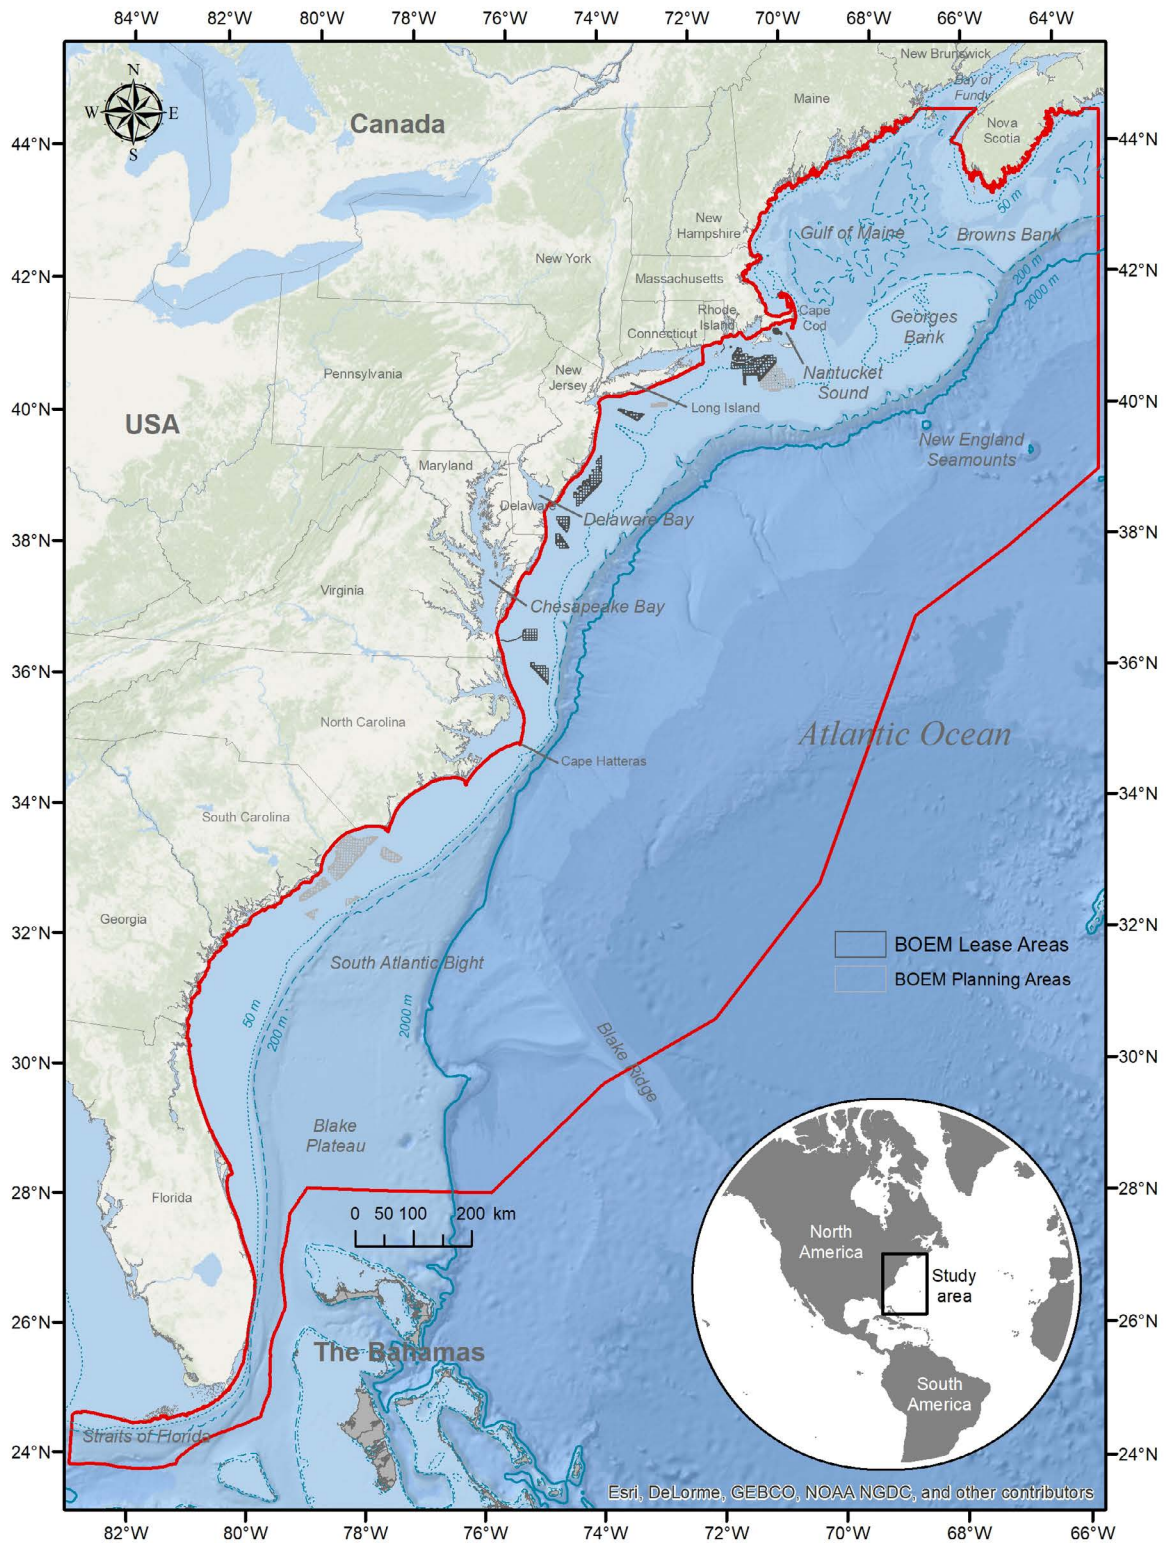 84°W 82°W 80°W 78°W 76°W 74°W 72°W 70°W 68°W 66°W 64°W
New Brunswick
Bay of
Fundy
N
W E
S
Maine
Canada
Nova
Scotia
44°N 44°N
50 m
New
Hampshire
Gulf of Maine
Browns Bank
New York
200 m
2000 m
42°N 42°N
Massachusetts
Rhode
Island
Cape
Cod
Connecticut
Georges
Bank
Pennsylvania
New
Jersey
Nantucket
Sound
Long Island
40°N 40°N
USA
New England
Seamounts
Maryland
Delaware
Delaware Bay
38°N 38°N
Virginia
Chesapeake Bay
36°N 36°N
North Carolina
Atlantic Ocean
Cape Hatteras
34°N 34°N
South Carolina
Georgia
32°N 32°N
BOEM Lease Areas
BOEM Planning Areas
South Atlantic Bight
50 m
200 m
2000 m
Blake Ridge
30°N 30°N
Blake
Plateau
28°N 28°N
Florida
0 50 100 200 km
North
America
Study
area
26°N 26°N
The Bahamas
South
America
Straits of Florida
24°N 24°N
Esri, DeLorme, GEBCO, NOAA NGDC, and other contributors
82°W 80°W 78°W 76°W 74°W 72°W 70°W 68°W 66°W